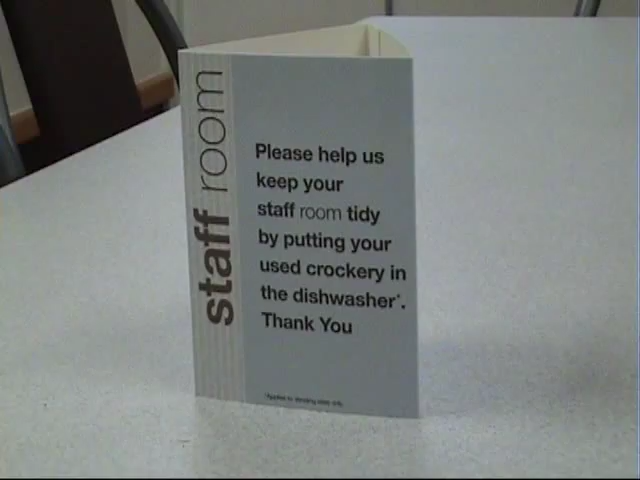 staff room
Please help us
keep your
staff room tidy
by putting your
used crockery in
the dishwasher*.
Thank You